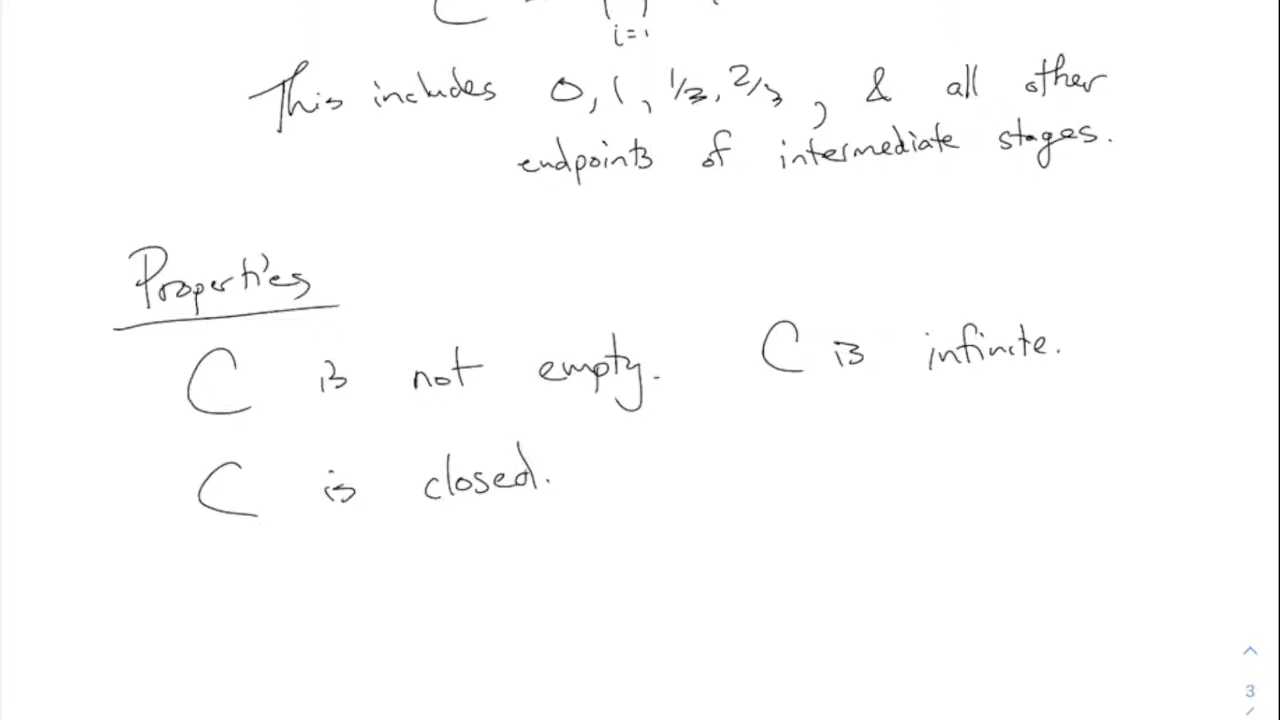 C
i=1
This includes 0, 1, 1/3, 2/3, & all other
endpoints of intermediate stages.
Properties
C is not empty. C is infinite.
C is closed.
3